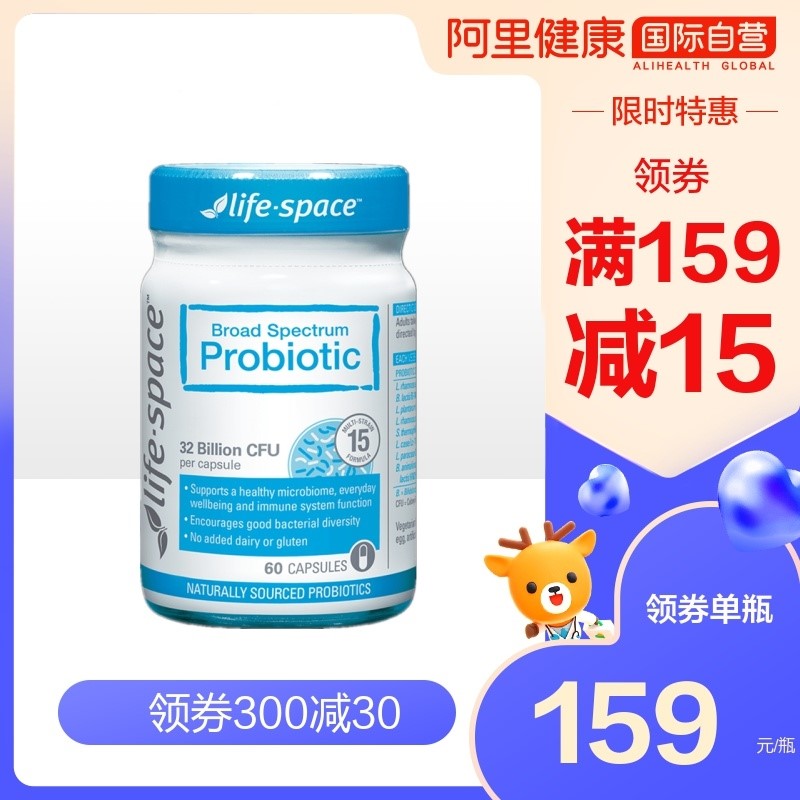 阿里健康 国际自营
ALIHEALTH GLOBAL
限时特惠
领券
满159
减15
life·space™
life·space™
Broad Spectrum
Probiotic
32 Billion CFU
per capsule
MULTI-STRAIN
15
FORMULA
• Supports a healthy microbiome, everyday
wellbeing and immune system function
• Encourages good bacterial diversity
• No added dairy or gluten
60 CAPSULES
NATURALLY SOURCED PROBIOTICS
领券单瓶
159
元/瓶
领券300减30